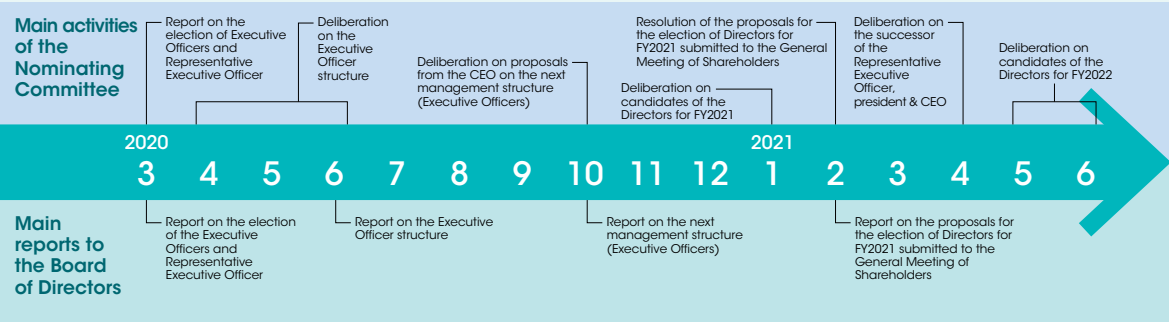 Main activities
of the
Nominating
Committee
Report on the
election of Executive
Officers and
Representative
Executive Officer
Deliberation
on the
Executive
Officer
structure
Deliberation on proposals
from the CEO on the next
management structure
(Executive Officers)
Resolution of the proposals for
the election of Directors for
FY2021 submitted to the General
Meeting of Shareholders
Deliberation on
candidates of the
Directors for FY2021
Deliberation on
the successor
of the
Representative
Executive
Officer,
president & CEO
Deliberation on
candidates of the
Directors for FY2022
2020
2021
3 4 5 6 7 8 9 10 11 12 1 2 3 4 5 6
Main
reports to
the Board
of Directors
Report on the election
of the Executive
Officers and
Representative
Executive Officer
Report on the Executive
Officer structure
Report on the next
management structure
(Executive Officers)
Report on the proposals for
the election of Directors for
FY2021 submitted to the
General Meeting of
Shareholders